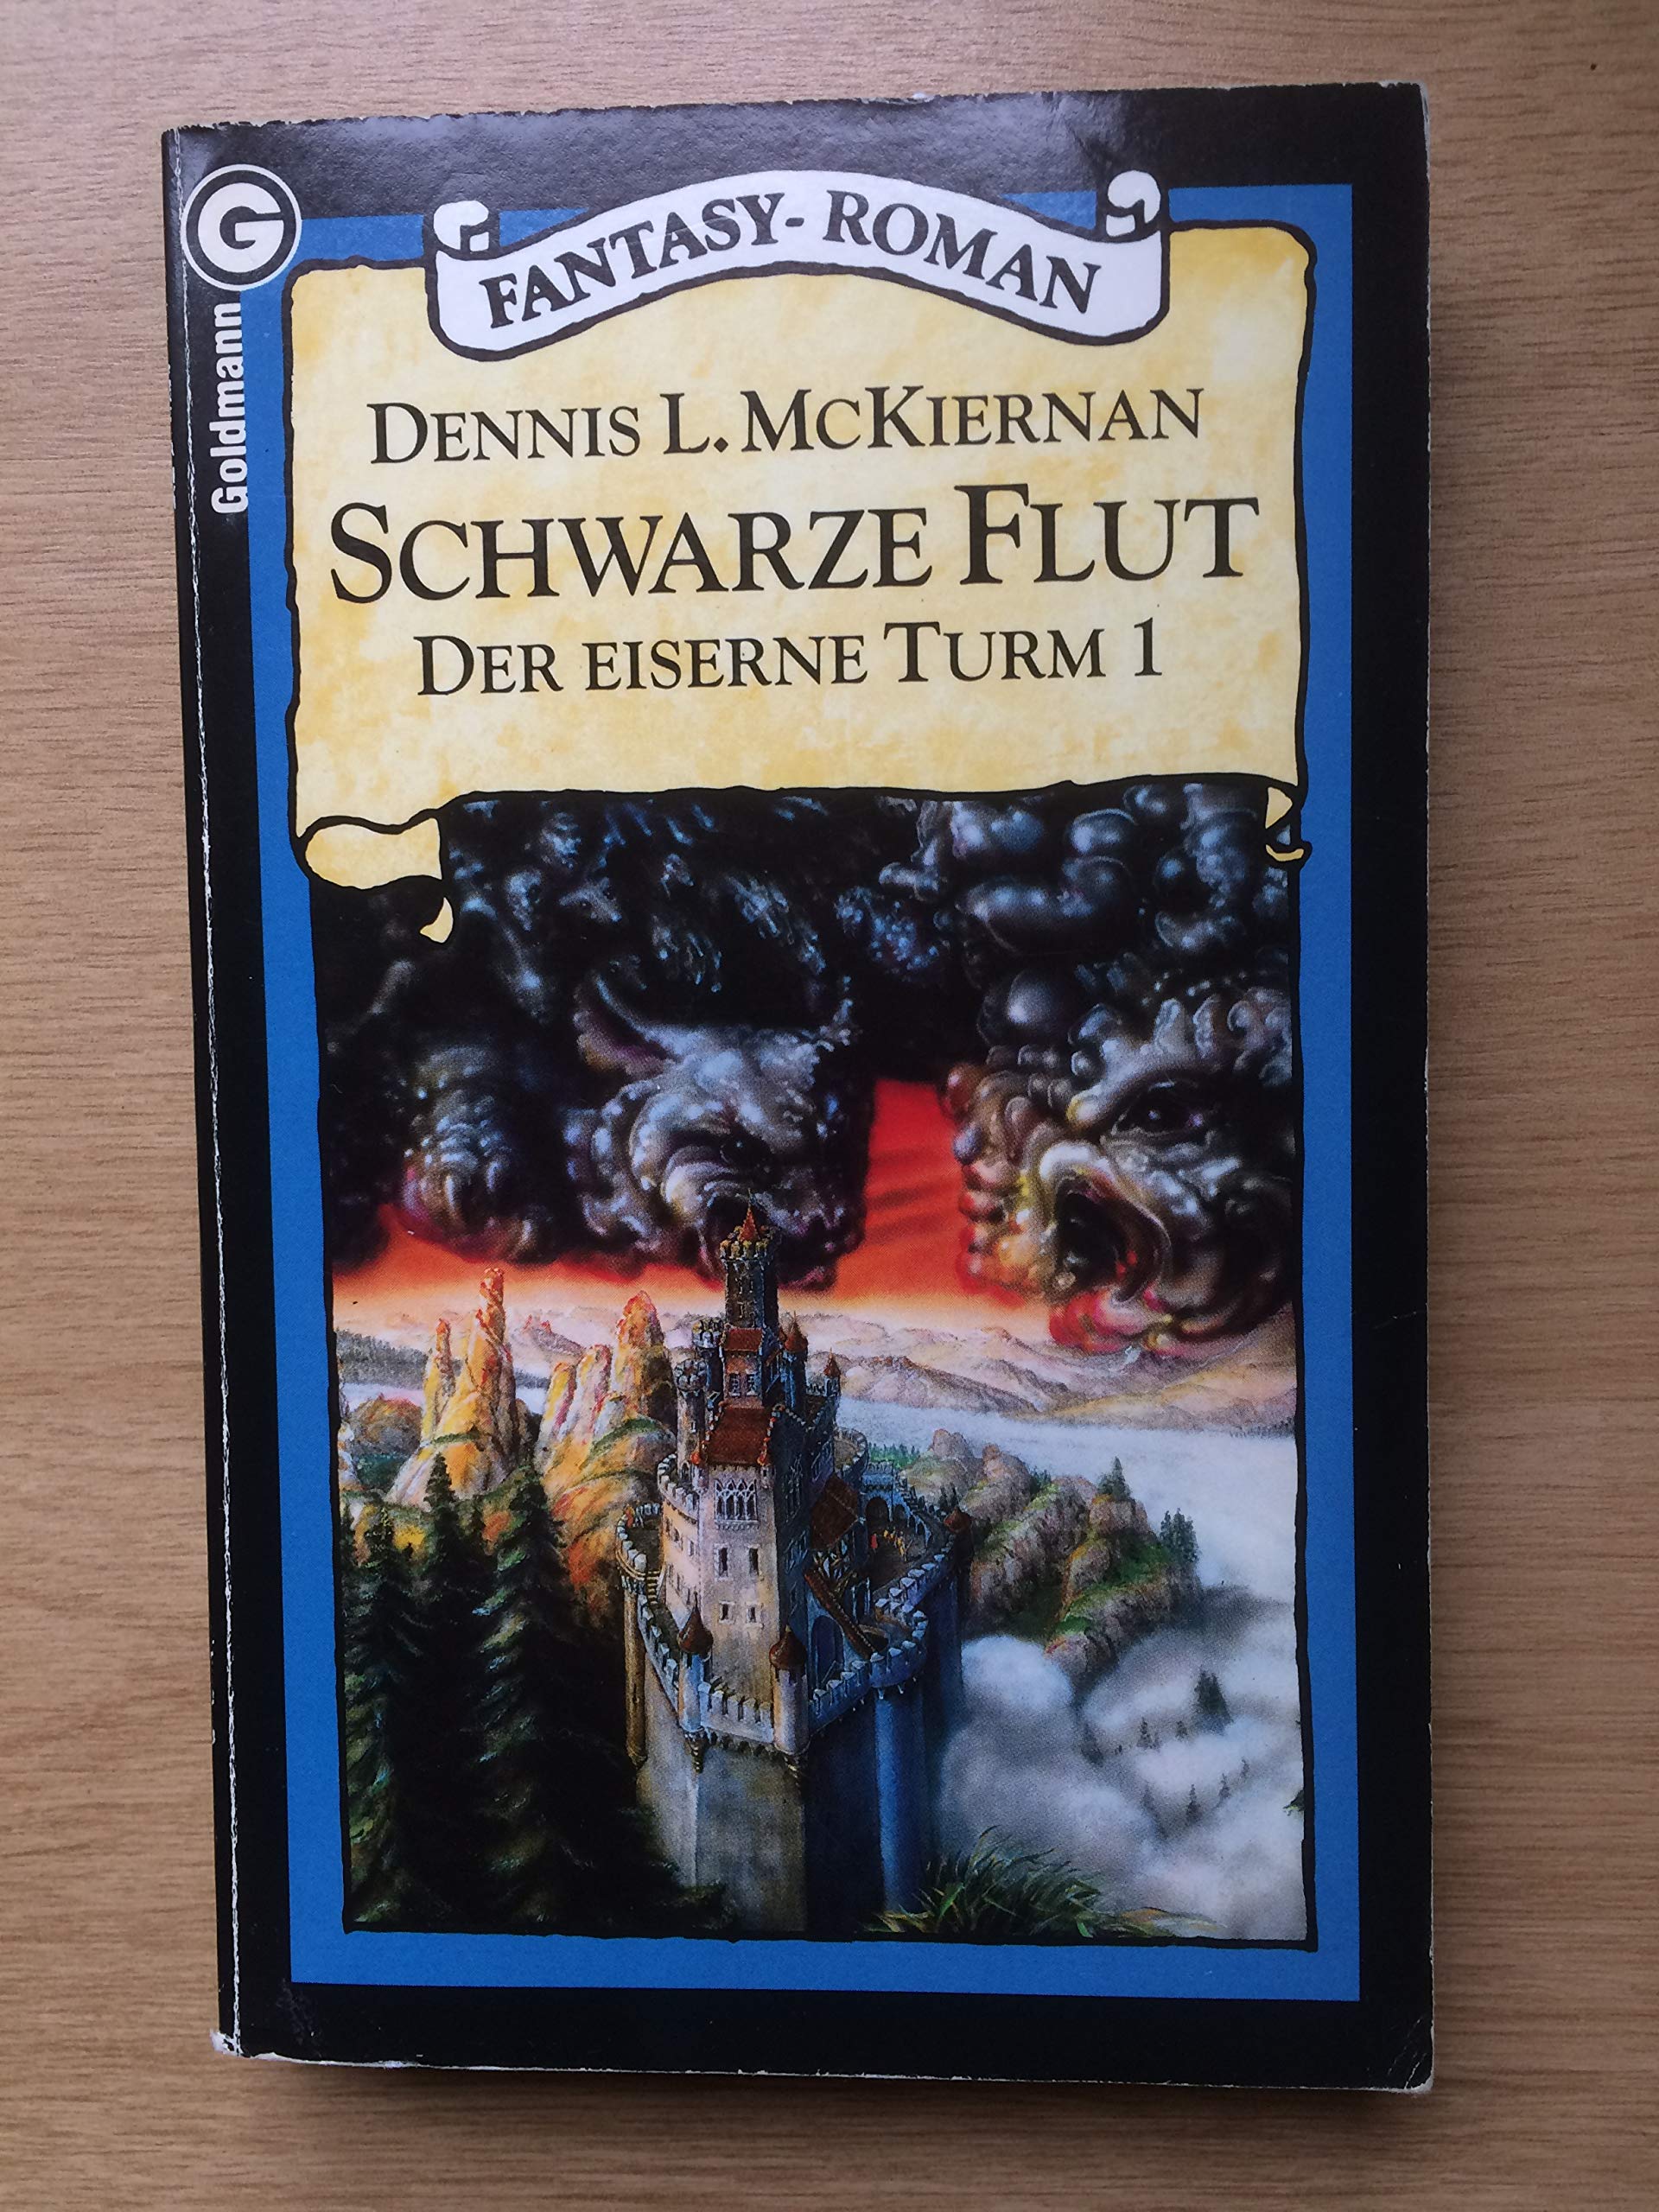 G
Goldmann
FANTASY-ROMAN
DENNIS L. MCKIERNAN
SCHWARZE FLUT
DER EISERNE TURM 1